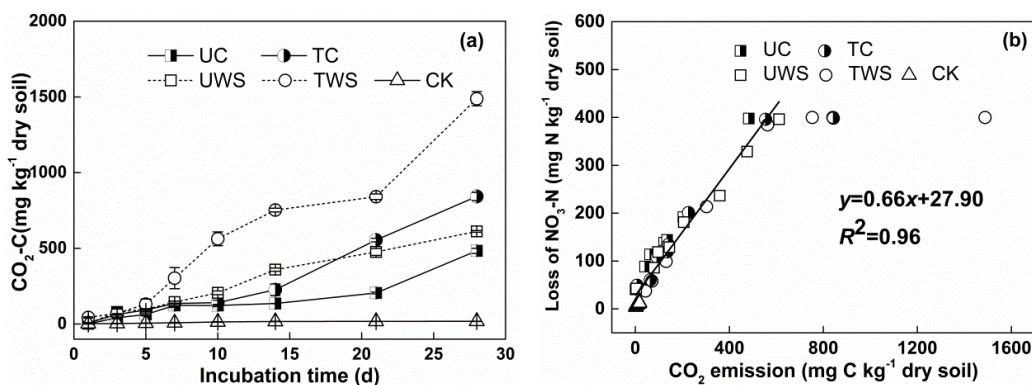 (a)
UC TC
UWS TWS CK
2000
1500
1000
500
0
CO₂-C(mg kg⁻¹ dry soil)
0 5 10 15 20 25 30
Incubation time (d)
(b)
UC TC
UWS TWS CK
600
400
200
100
0
Loss of NO₃-N (mg N kg⁻¹ dry soil)
y=0.66x+27.90
R²=0.96
0 400 800 1200 1600
CO₂ emission (mg C kg⁻¹ dry soil)